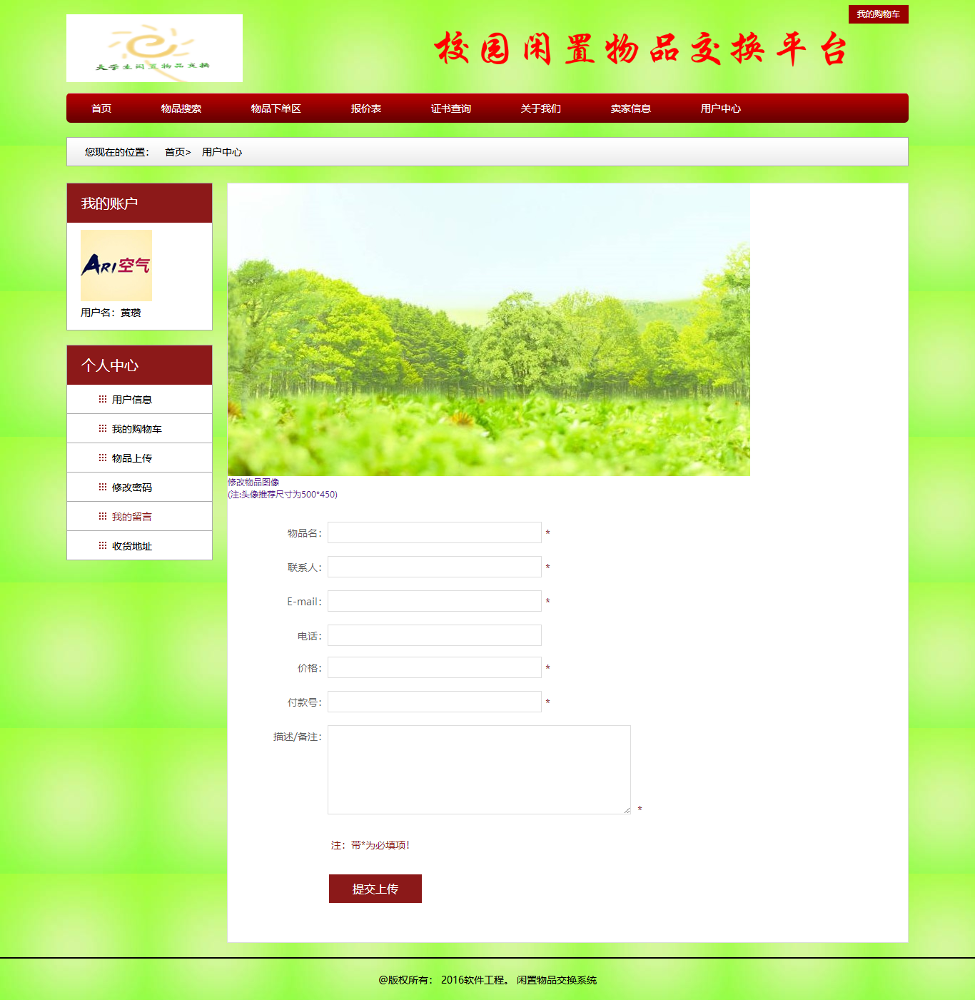 我的购物车
大学生闲置物品交换
校园闲置物品交换平台
首页 物品搜索 物品下单区 报价表 证书查询 关于我们 卖家信息 用户中心
您现在的位置： 首页> 用户中心
我的账户
ARI空气
用户名：黄瓒
个人中心
用户信息
我的购物车
物品上传
修改密码
我的留言
收货地址
修改物品图像
(注:头像推荐尺寸为500*450)
物品名： *
联系人： *
E-mail： *
电话：
价格： *
付款号： *
描述/备注： *
注：带*为必填项！
提交上传
@版权所有： 2016软件工程。 闲置物品交换系统